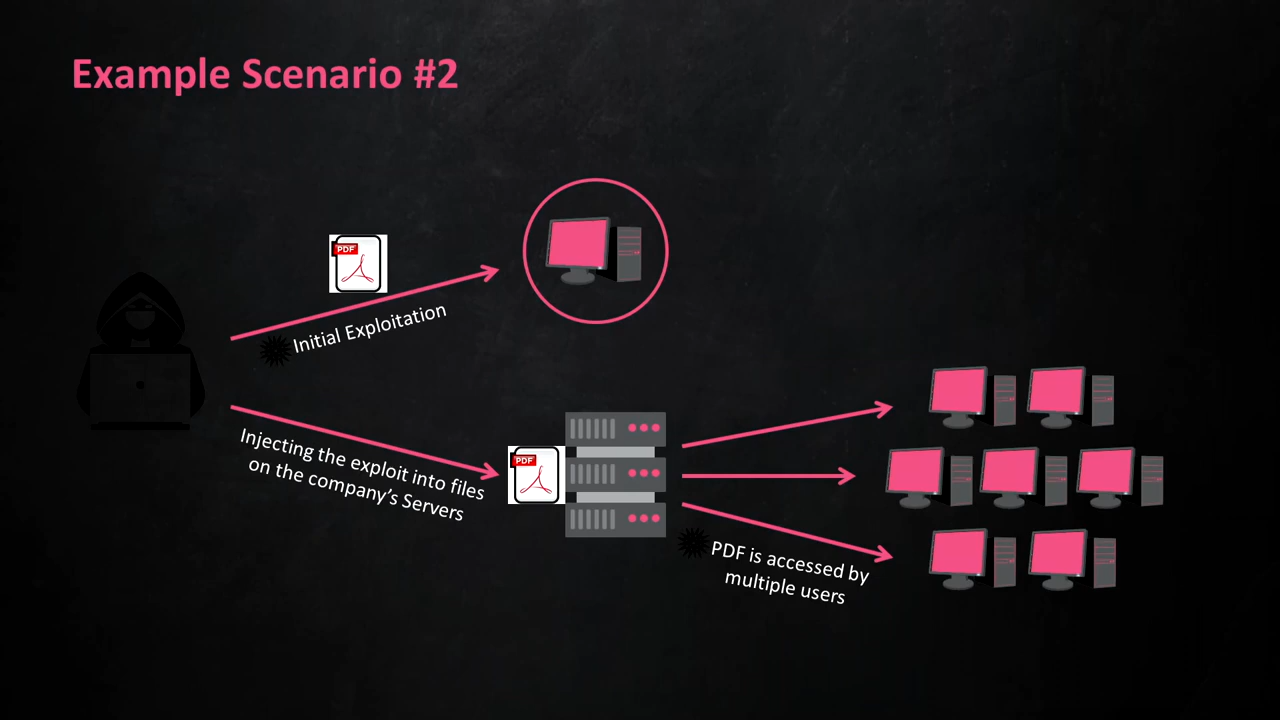 Example Scenario #2
PDF
Initial Exploitation
Injecting the exploit into files
on the company’s Servers
PDF
PDF is accessed by
multiple users